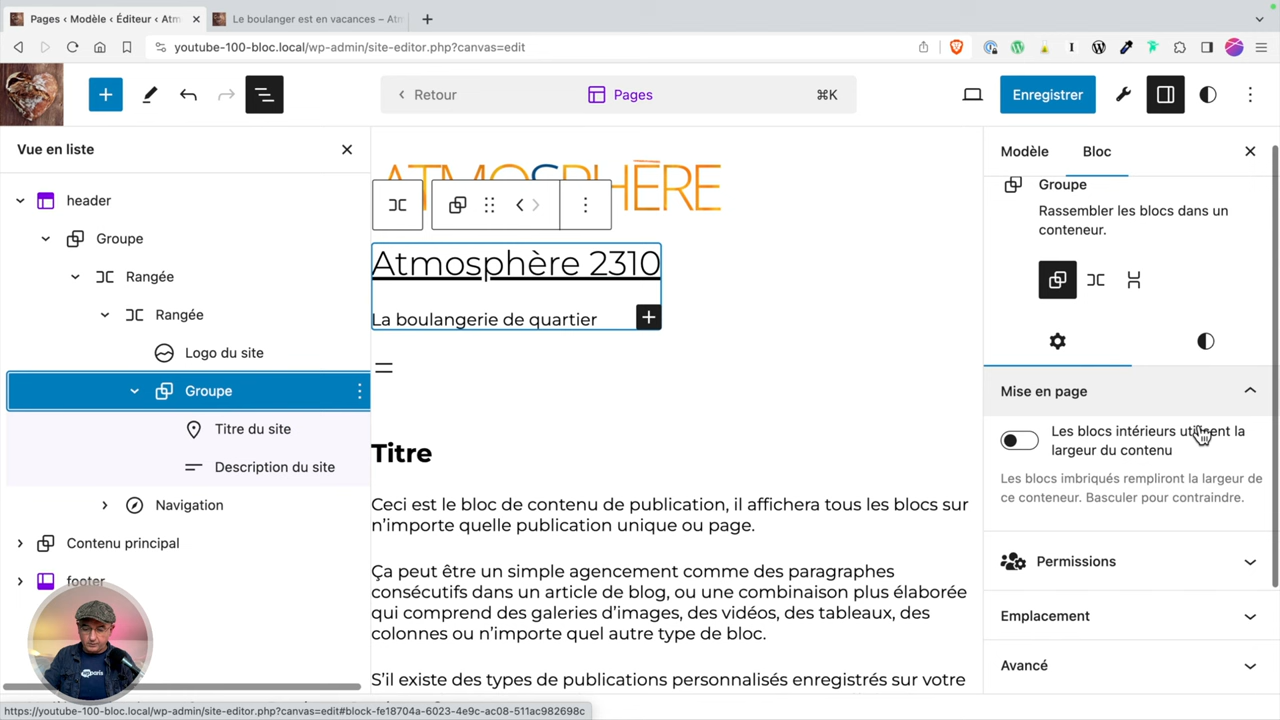 Pages ‹ Modèle ‹ Éditeur ‹ Atm
Le boulanger est en vacances – Atm
youtube-100-bloc.local/wp-admin/site-editor.php?canvas=edit
Retour
Pages
⌘K
Enregistrer
Vue en liste
header
Groupe
Rangée
Rangée
Logo du site
Groupe
Titre du site
Description du site
Navigation
Contenu principal
footer
ATMOSPHÈRE
Atmosphère 2310
La boulangerie de quartier
Titre
Ceci est le bloc de contenu de publication, il affichera tous les blocs sur
n’importe quelle publication unique ou page.
Ça peut être un simple agencement comme des paragraphes
consécutifs dans un article de blog, ou une combinaison plus élaborée
qui comprend des galeries d’images, des vidéos, des tableaux, des
colonnes ou n’importe quel autre type de bloc.
S’il existe des types de publications personnalisés enregistrés sur votre
Modèle
Bloc
Groupe
Rassembler les blocs dans un
conteneur.
Mise en page
Les blocs intérieurs utilisent la
largeur du contenu
Les blocs imbriqués rempliront la largeur de
ce conteneur. Basculer pour contraindre.
Permissions
Emplacement
Avancé
wpparis
https://youtube-100-bloc.local/wp-admin/site-editor.php?canvas=edit#block-fe18704a-6023-4e9c-ac08-511ac982698c